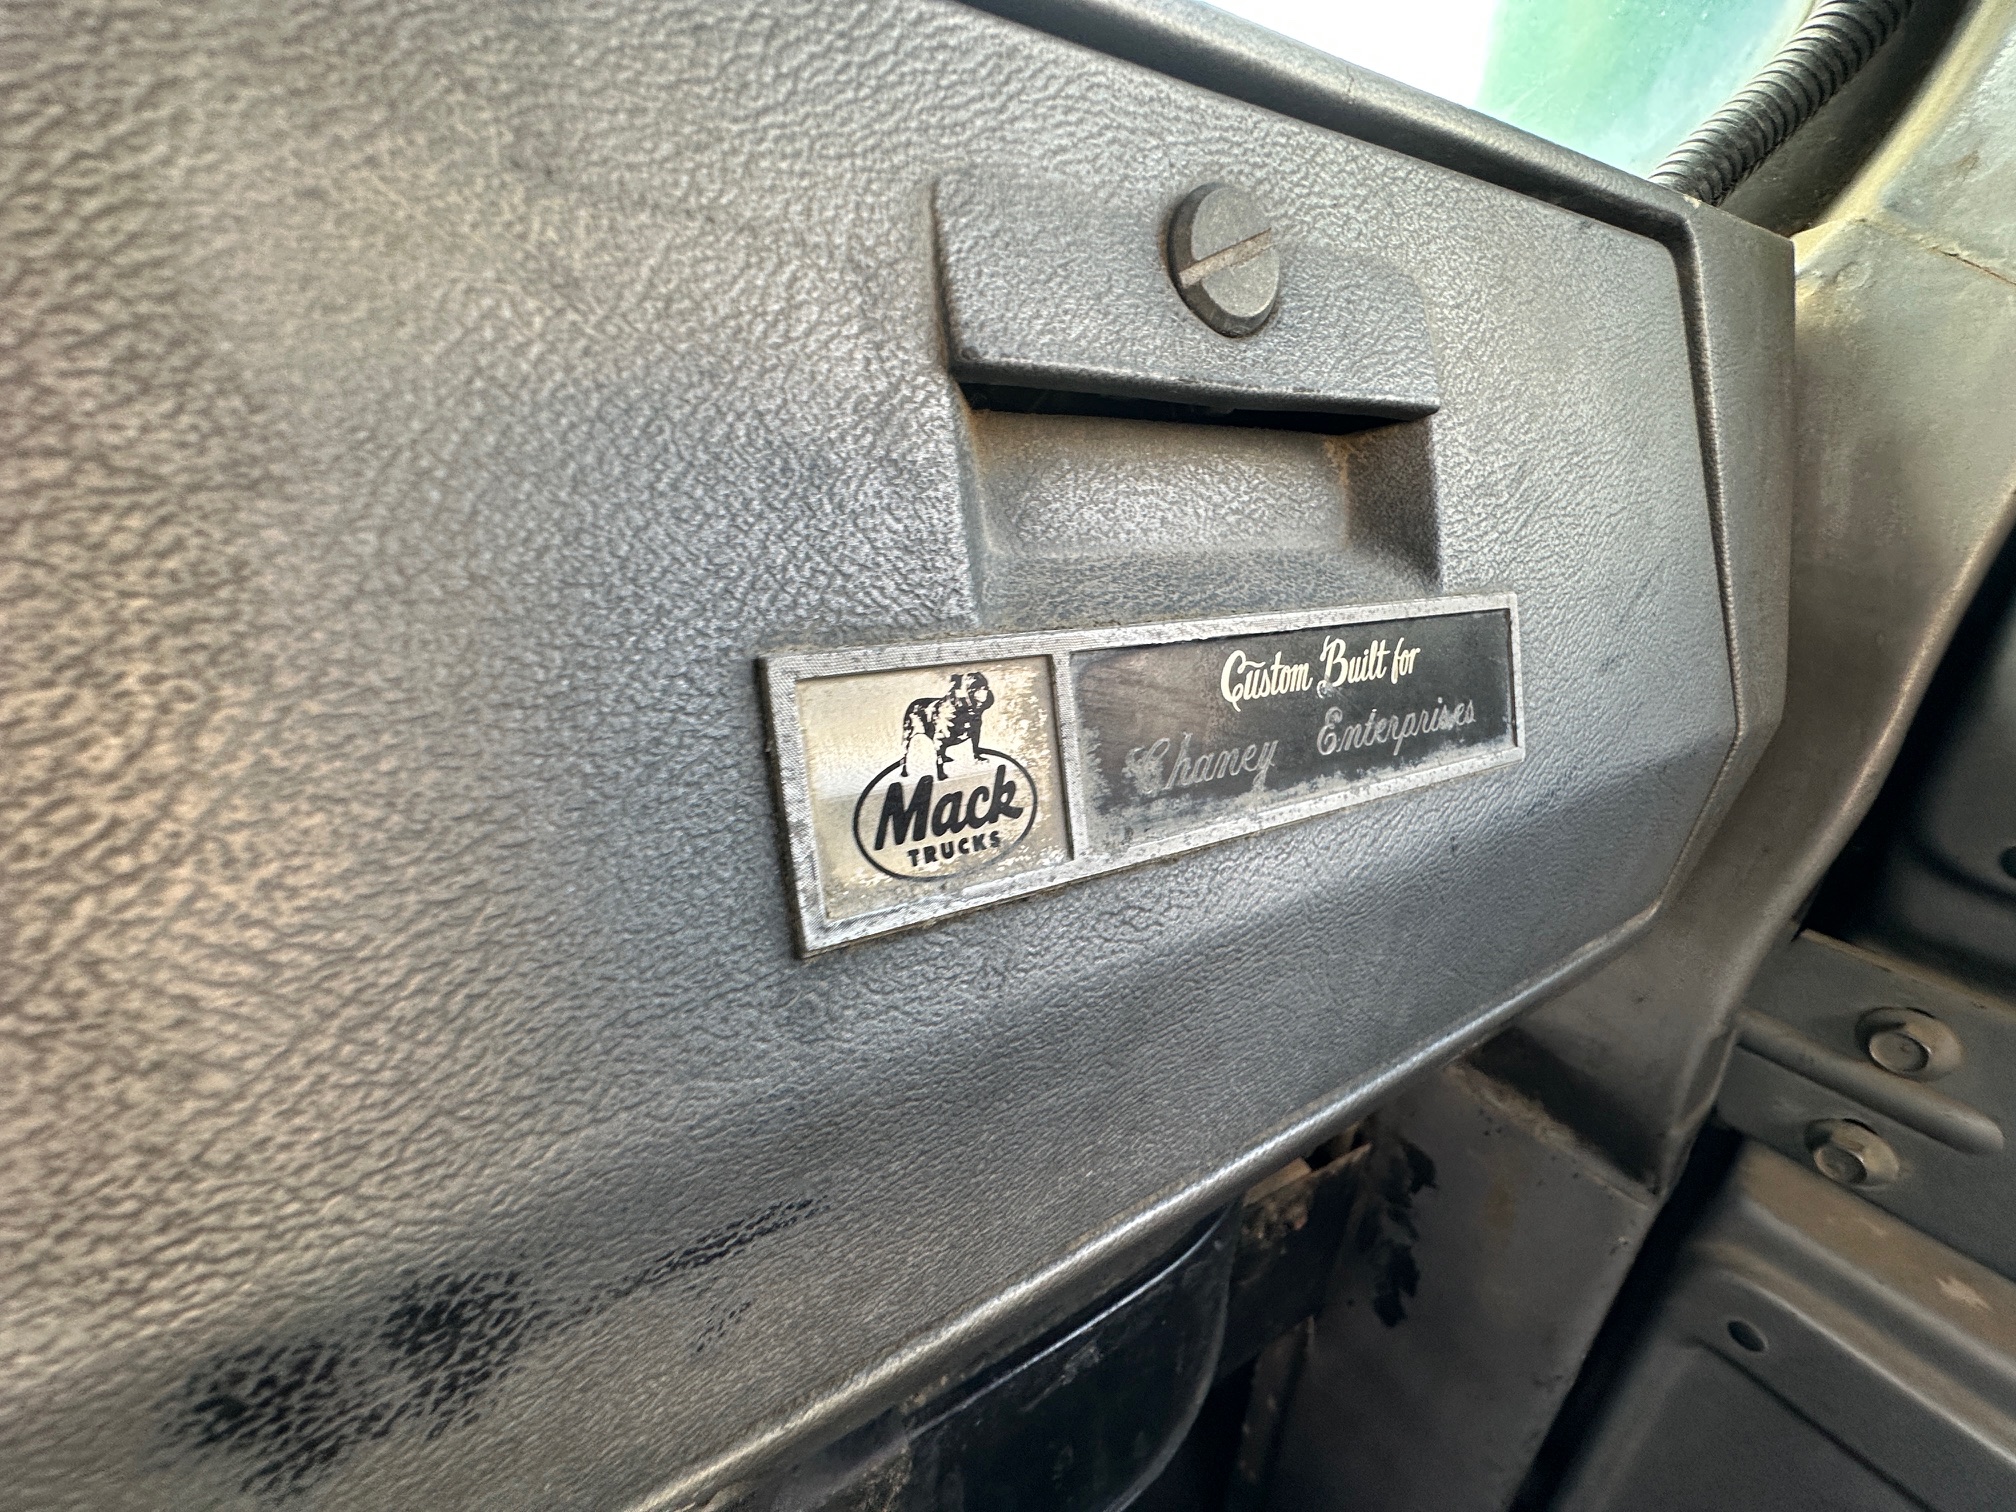 Mack
TRUCKS
Custom Built for
Chaney Enterprises